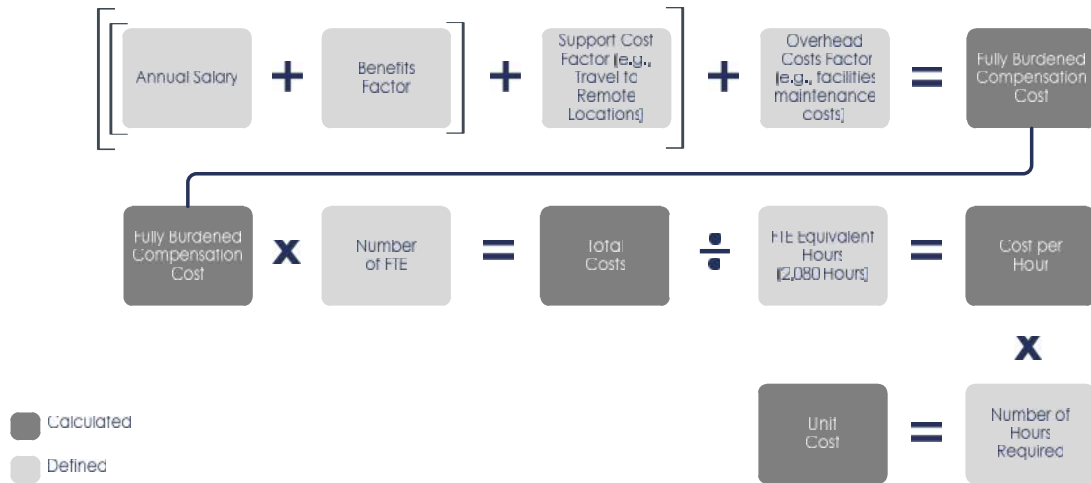 Annual Salary
+
Benefits
Factor
+
Support Cost
Factor (e.g.,
Travel to
Remote
Locations)
+
Overhead
Costs Factor
(e.g., facilities
maintenance
costs)
=
Fully Burdened
Compensation
Cost
Fully Burdened
Compensation
Cost
x
Number
of FTE
=
Total
Costs
÷
FTE Equivalent
Hours
(2,080 Hours)
=
Cost per
Hour
x
Unit
Cost
=
Number of
Hours
Required
Calculated
Defined